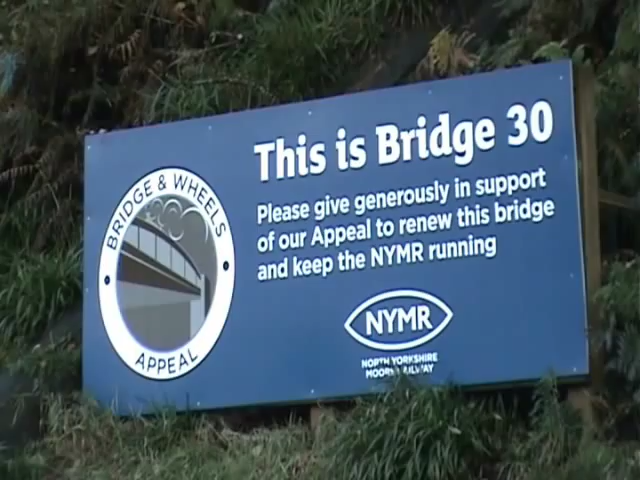 This is Bridge 30
Please give generously in support
of our Appeal to renew this bridge
and keep the NYMR running
BRIDGE & WHEELS
APPEAL
NYMR
NORTH YORKSHIRE
MOORS RAILWAY